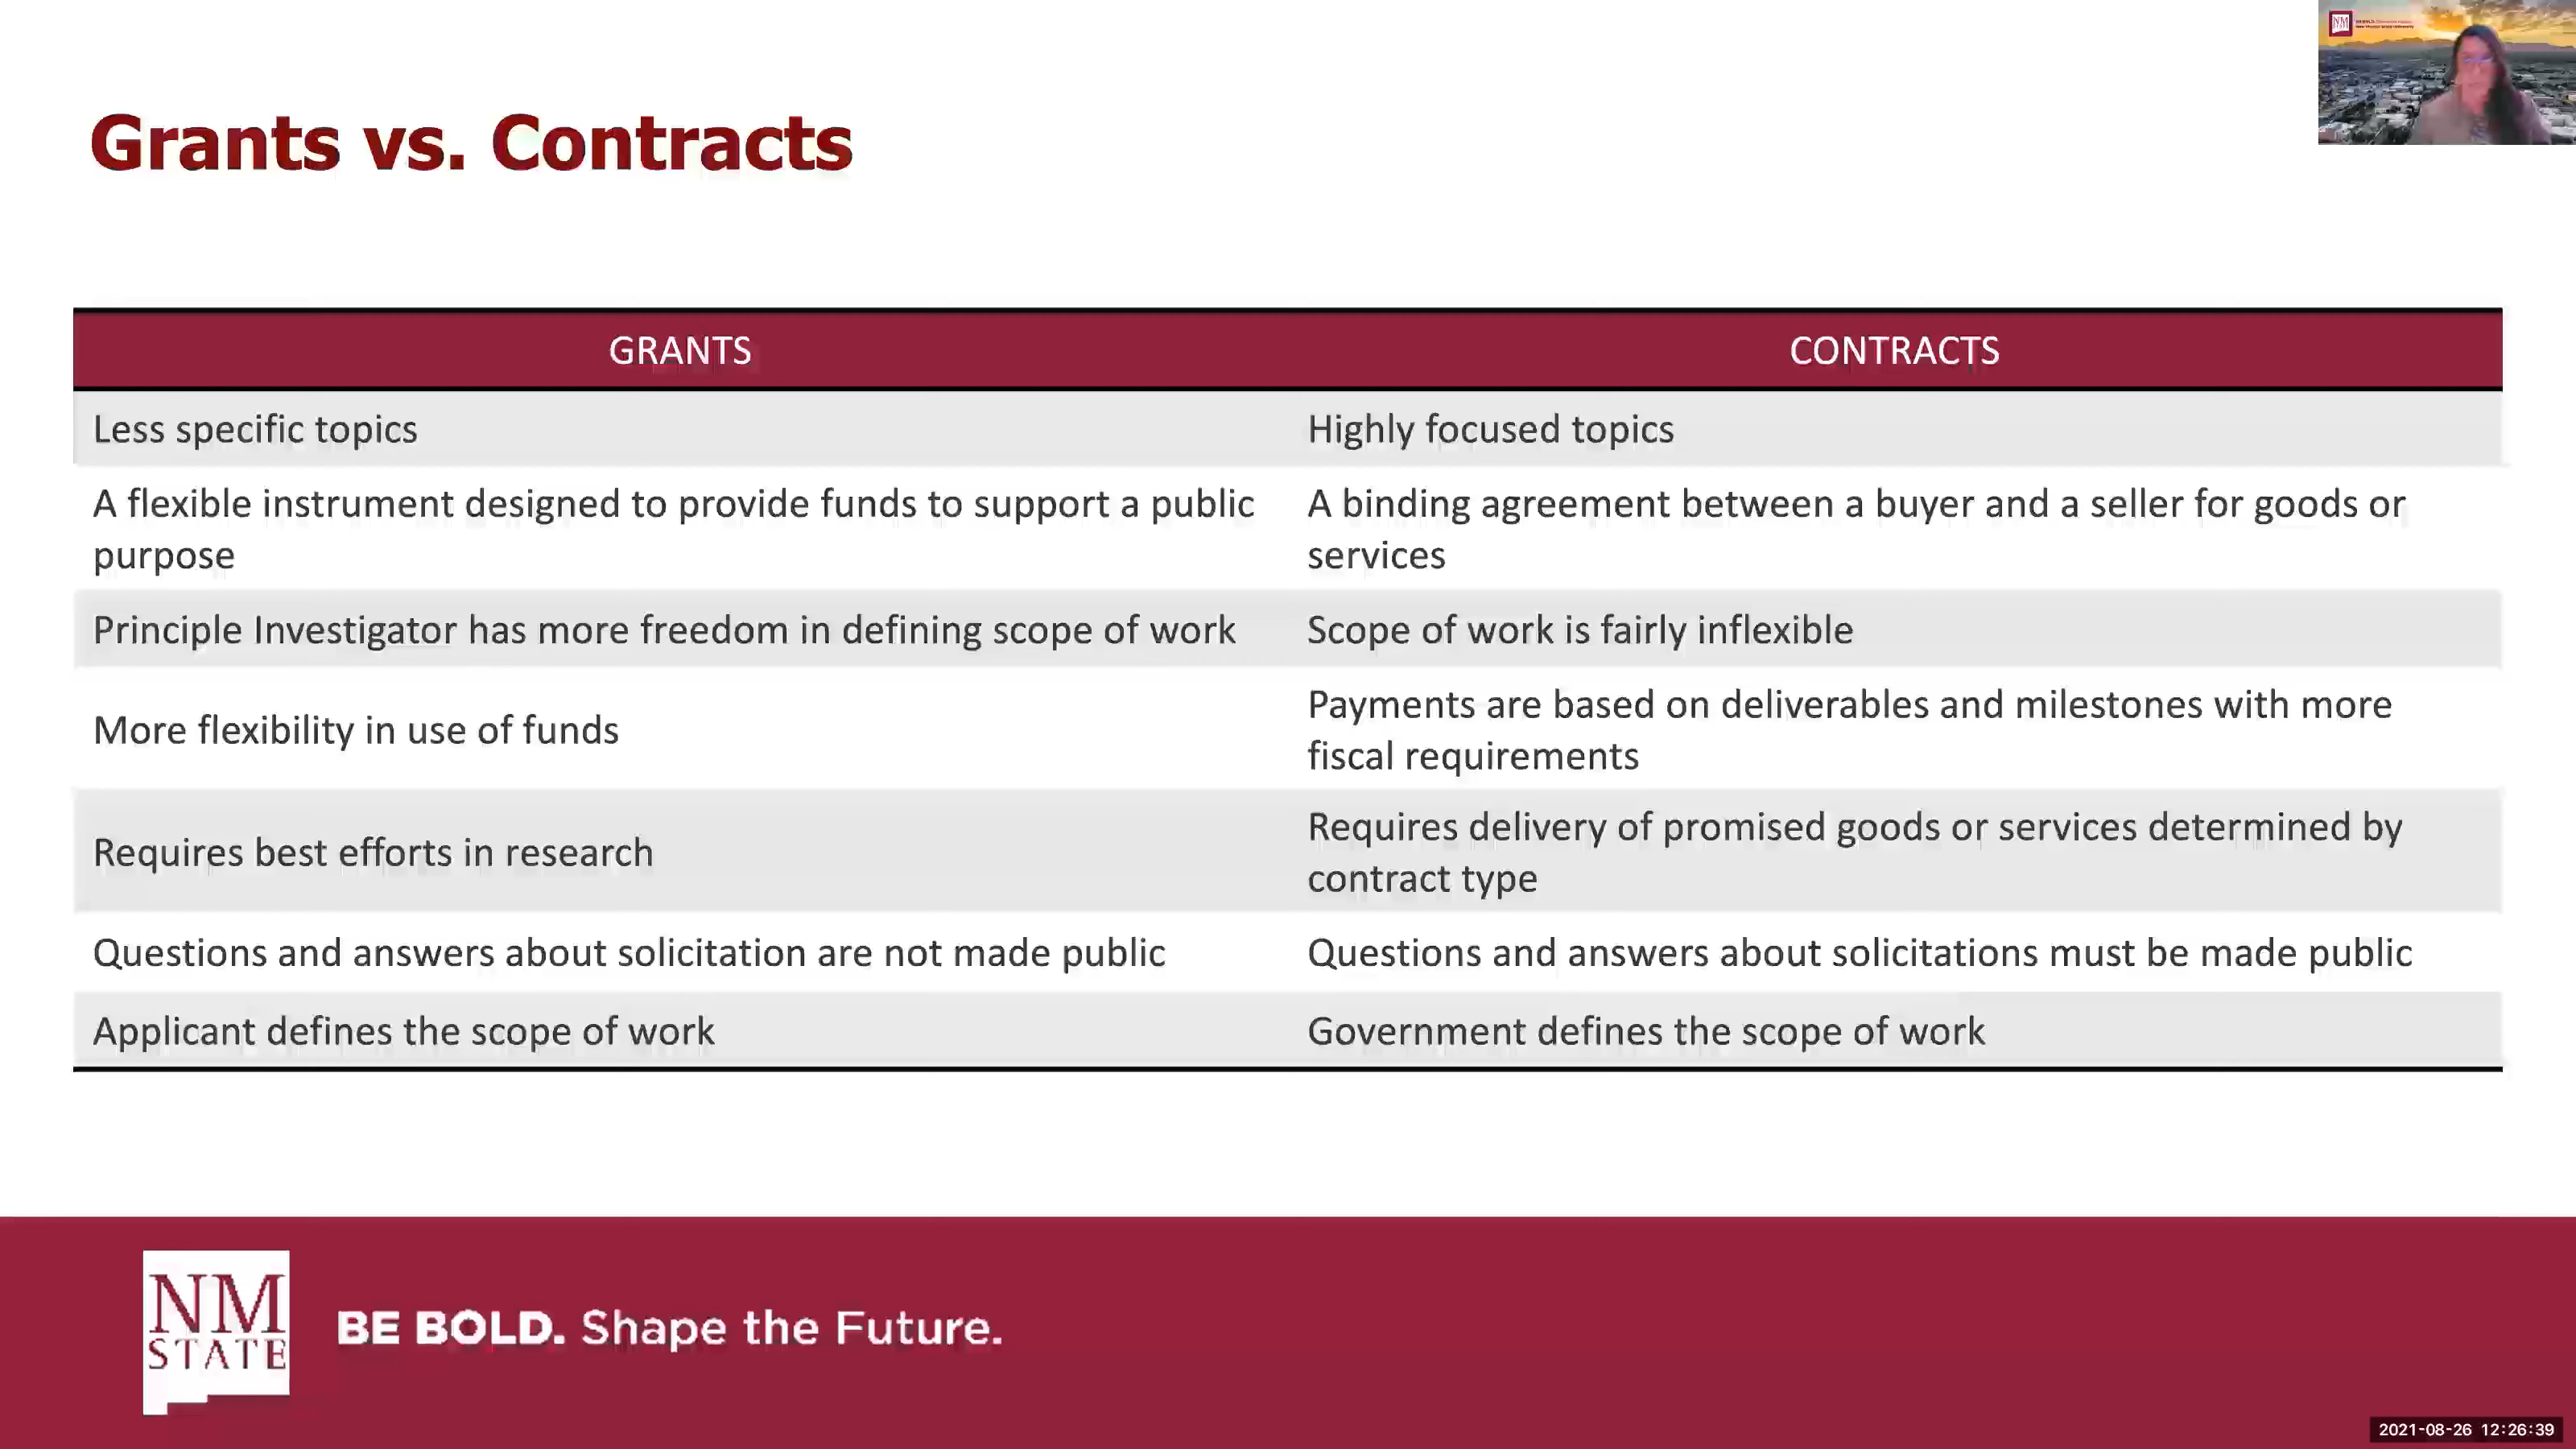 Grants vs. Contracts
GRANTS
CONTRACTS
Less specific topics
Highly focused topics
A flexible instrument designed to provide funds to support a public
purpose
A binding agreement between a buyer and a seller for goods or
services
Principle Investigator has more freedom in defining scope of work
Scope of work is fairly inflexible
More flexibility in use of funds
Payments are based on deliverables and milestones with more
fiscal requirements
Requires best efforts in research
Requires delivery of promised goods or services determined by
contract type
Questions and answers about solicitation are not made public
Questions and answers about solicitations must be made public
Applicant defines the scope of work
Government defines the scope of work
NM
STATE
BE BOLD. Shape the Future.
2021-08-26 12:26:39